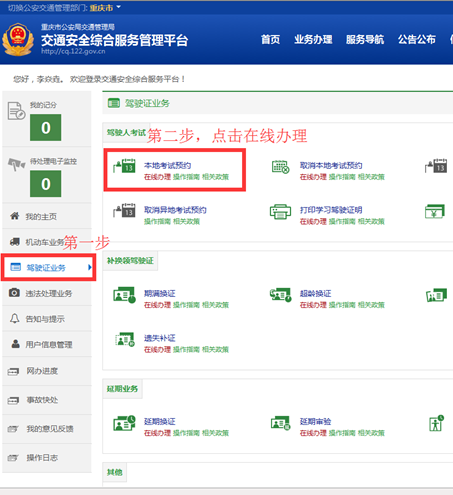 切换公安交通管理部门: 重庆市
重庆市公安局交通管理局
交通安全综合服务管理平台
http://cq.122.gov.cn
首页 业务办理 服务导航 公告公布
您好，李焱垚。 欢迎登录交通安全综合服务平台！
我的记分
0
待处理电子监控
0
我的主页
机动车业务
第一步
驾驶证业务
违法处理业务
告知与提示
用户信息管理
网办进度
事故快处
我的意见反馈
操作日志
驾驶证业务
驾驶人考试
第二步，点击在线办理
本地考试预约
在线办理 操作指南 相关政策
取消本地考试预约
在线办理 操作指南 相关政策
取消异地考试预约
操作指南 相关政策
打印学习驾驶证明
在线办理 操作指南 相关政策
补换领驾驶证
期满换证
在线办理 操作指南 相关政策
超龄换证
在线办理 操作指南 相关政策
遗失补证
在线办理 操作指南 相关政策
延期业务
延期换证
在线办理 操作指南 相关政策
延期审验
在线办理 操作指南 相关政策
其他